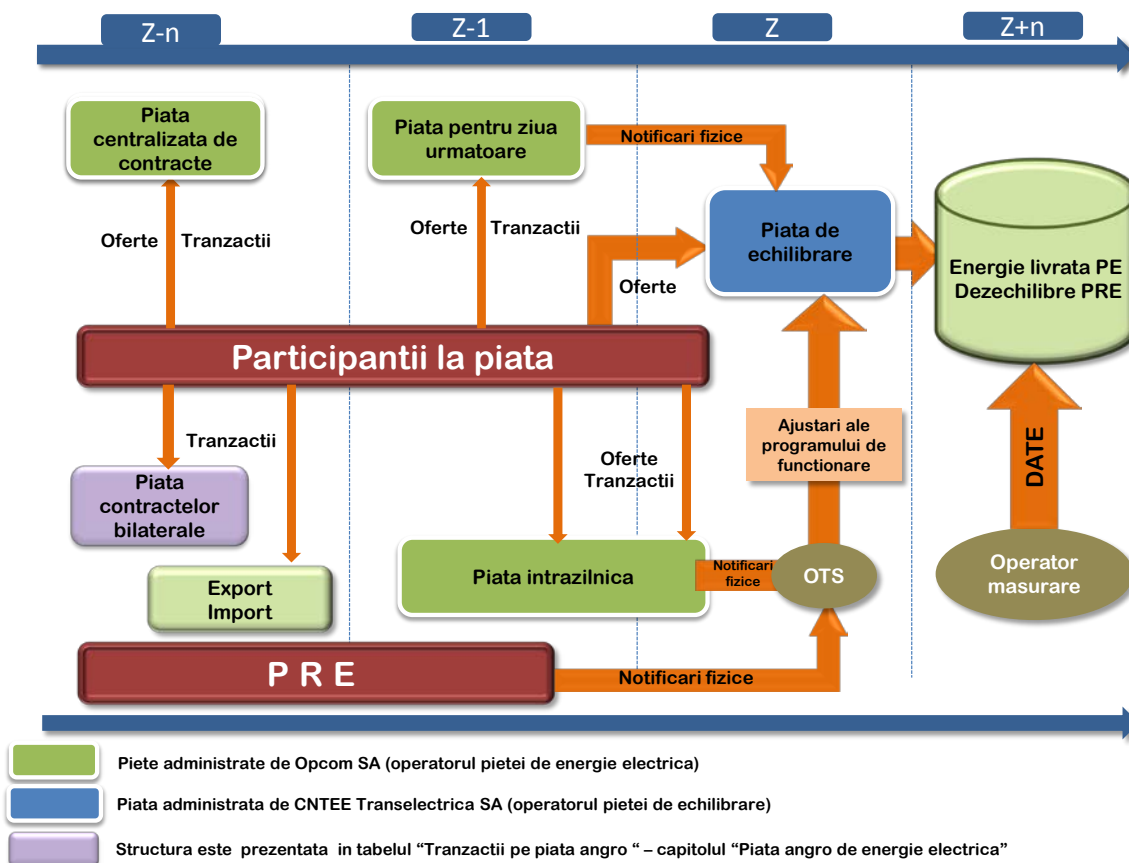 Z-n
Z-1
Z
Z+n
Piata
centralizata de
contracte
Piata pentru ziua
urmatoare
Notificari fizice
Oferte
Tranzactii
Oferte
Tranzactii
Piata de
echilibrare
Energie livrata PE
Dezechilibre PRE
Oferte
Participantii la piata
Tranzactii
Ajustari ale
programului de
functionare
Oferte
Tranzactii
DATE
Piata
contractelor
bilaterale
Piata intrazilnica
Notificari
fizice
OTS
Operator
masurare
Export
Import
P R E
Notificari fizice
Piete administrate de Opcom SA (operatorul pietei de energie electrica)
Piata administrata de CNTEE Transelectrica SA (operatorul pietei de echilibrare)
Structura este prezentata in tabelul “Tranzactii pe piata angro “ – capitolul “Piata angro de energie electrica”